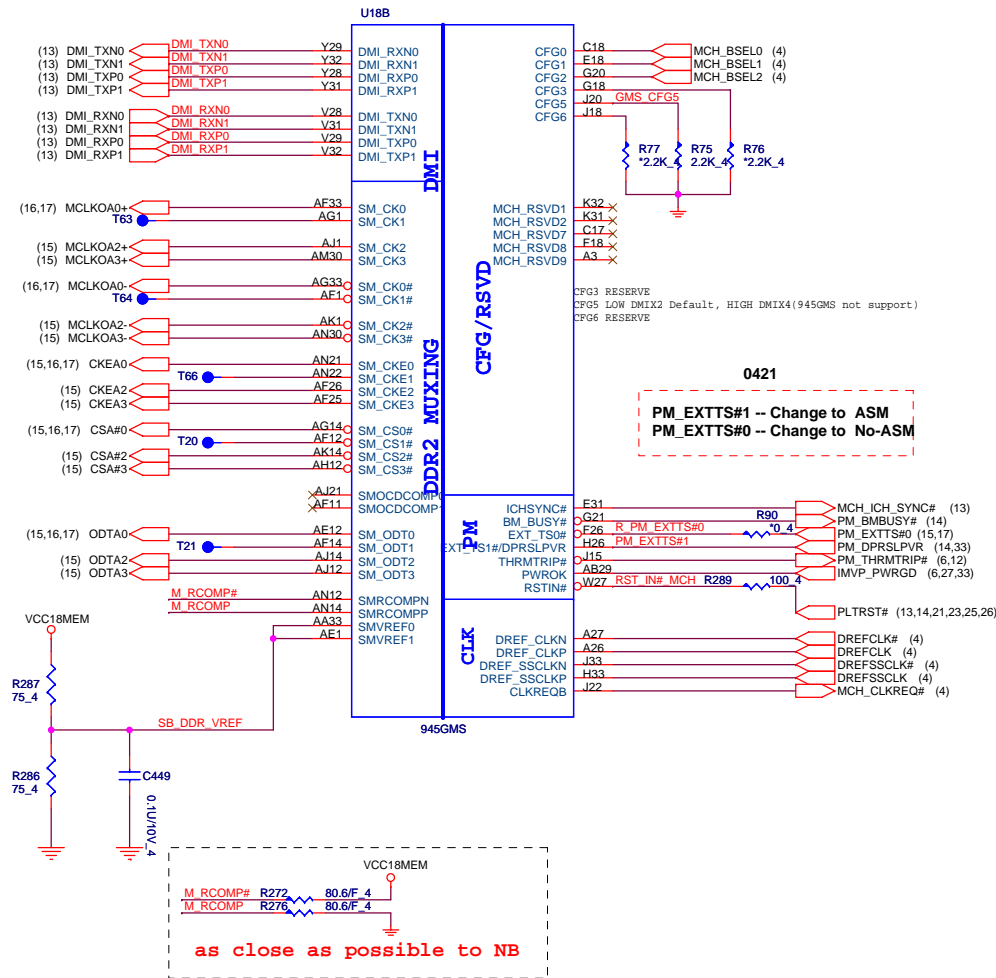 U18B
(13) DMI_TXN0 DMI_TXN0 Y29 DMI_RXN0
(13) DMI_TXN1 DMI_TXN1 Y32 DMI_RXN1
(13) DMI_TXP0 DMI_TXP0 Y28 DMI_RXP0
(13) DMI_TXP1 DMI_TXP1 Y31 DMI_RXP1
(13) DMI_RXN0 DMI_RXN0 V28 DMI_TXN0
(13) DMI_RXN1 DMI_RXN1 V31 DMI_TXN1
(13) DMI_RXP0 DMI_RXP0 V29 DMI_TXP0
(13) DMI_RXP1 DMI_RXP1 V32 DMI_TXP1
DMI
(16,17) MCLKOA0+ AF33 SM_CK0
T63 AG1 SM_CK1
(15) MCLKOA2+ AJ1 SM_CK2
(15) MCLKOA3+ AM30 SM_CK3
(16,17) MCLKOA0- AG33 SM_CK0#
T64 AF1 SM_CK1#
(15) MCLKOA2- AK1 SM_CK2#
(15) MCLKOA3- AN30 SM_CK3#
(15,16,17) CKEA0 AN21 SM_CKE0
T66 AN22 SM_CKE1
(15) CKEA2 AF26 SM_CKE2
(15) CKEA3 AF25 SM_CKE3
(15,16,17) CSA#0 AG14 SM_CS0#
T20 AF12 SM_CS1#
(15) CSA#2 AK14 SM_CS2#
(15) CSA#3 AH12 SM_CS3#
AJ21 SMOCDCOMP0
AF11 SMOCDCOMP1
(15,16,17) ODTA0 AE12 SM_ODT0
T21 AF14 SM_ODT1
(15) ODTA2 AJ14 SM_ODT2
(15) ODTA3 AJ12 SM_ODT3
M_RCOMP# AN12 SMRCOMPN
M_RCOMP AN14 SMRCOMPP
AA33 SMVREF0
AE1 SMVREF1
DDR2 MUXING
CFG0 C18 MCH_BSEL0 (4)
CFG1 E18 MCH_BSEL1 (4)
CFG2 G20 MCH_BSEL2 (4)
CFG3 G18
CFG5 J20 GMS_CFG5
CFG6 J18
R77 *2.2K_4
R75 2.2K_4
R76 *2.2K_4
MCH_RSVD1 K32
MCH_RSVD2 K31
MCH_RSVD7 C17
MCH_RSVD8 F18
MCH_RSVD9 A3
CFG/RSVD
CFG3 RESERVE
CFG5 LOW DMIX2 Default, HIGH DMIX4(945GMS not support)
CFG6 RESERVE
0421
PM_EXTTS#1 -- Change to ASM
PM_EXTTS#0 -- Change to No-ASM
PM
ICHSYNC# E31 MCH_ICH_SYNC# (13)
BM_BUSY# G21 PM_BMBUSY# (14)
EXT_TS0# F26 R_PM_EXTTS#0 R90 *0_4 PM_EXTTS#0 (15,17)
EXT_TS1#/DPRSLPVR H26 PM_EXTTS#1 PM_DPRSLPVR (14,33)
THRMTRIP# J15 PM_THRMTRIP# (6,12)
PWROK AB29 IMVP_PWRGD (6,27,33)
RSTIN# W27 RST_IN#_MCH R289 100_4
PLTRST# (13,14,21,23,25,26)
CLK
DREF_CLKN A27 DREFCLK# (4)
DREF_CLKP A26 DREFCLK (4)
DREF_SSCLKN J33 DREFSSCLK# (4)
DREF_SSCLKP H33 DREFSSCLK (4)
CLKREQB J22 MCH_CLKREQ# (4)
945GMS
VCC18MEM
R287
75_4
SB_DDR_VREF
R286
75_4
C449
0.1U/10V_4
VCC18MEM
M_RCOMP# R272 80.6/F_4
M_RCOMP R276 80.6/F_4
as close as possible to NB